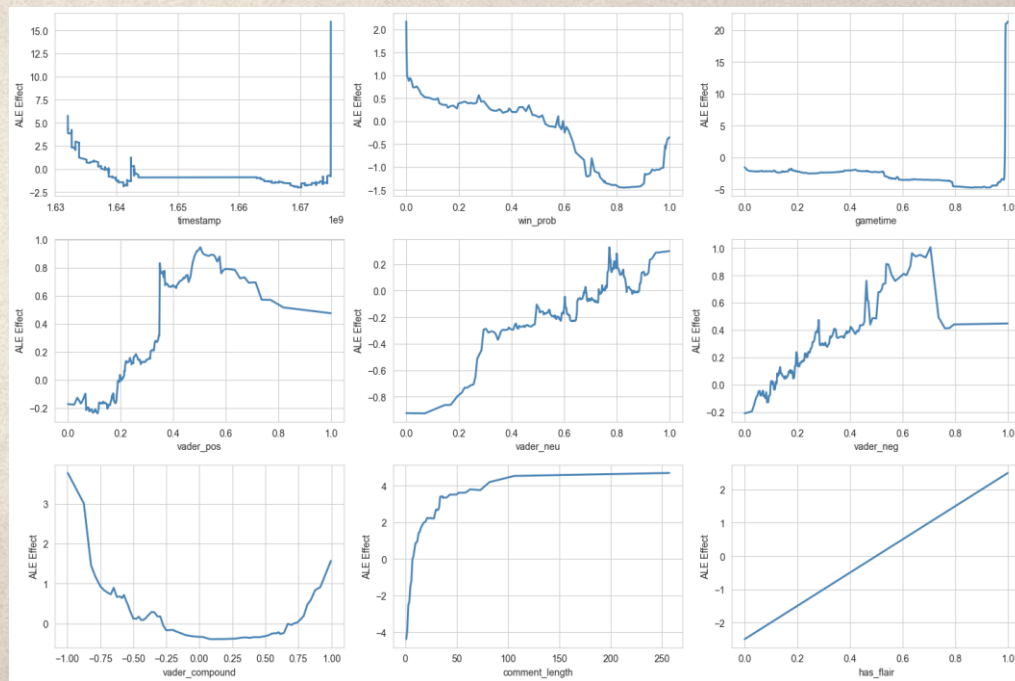 15.0
12.5
10.0
7.5
5.0
2.5
0.0
−2.5
ALE Effect
1.63 1.64 1.65 1.66 1.67
1e9
timestamp
2.0
1.5
1.0
0.5
0.0
−0.5
−1.0
−1.5
ALE Effect
0.0 0.2 0.4 0.6 0.8 1.0
win_prob
20
15
10
5
0
−5
ALE Effect
0.0 0.2 0.4 0.6 0.8 1.0
gametime
1.0
0.8
0.6
0.4
0.2
0.0
−0.2
ALE Effect
0.0 0.2 0.4 0.6 0.8 1.0
vader_pos
0.2
0.0
−0.2
−0.4
−0.6
−0.8
ALE Effect
0.0 0.2 0.4 0.6 0.8 1.0
vader_neu
1.0
0.8
0.6
0.4
0.2
0.0
−0.2
ALE Effect
0.0 0.2 0.4 0.6 0.8 1.0
vader_neg
3
2
1
0
ALE Effect
−1.00 −0.75 −0.50 −0.25 0.00 0.25 0.50 0.75 1.00
vader_compound
4
2
0
−2
−4
ALE Effect
0 50 100 150 200 250
comment_length
2
1
0
−1
−2
ALE Effect
0.0 0.2 0.4 0.6 0.8 1.0
has_flair